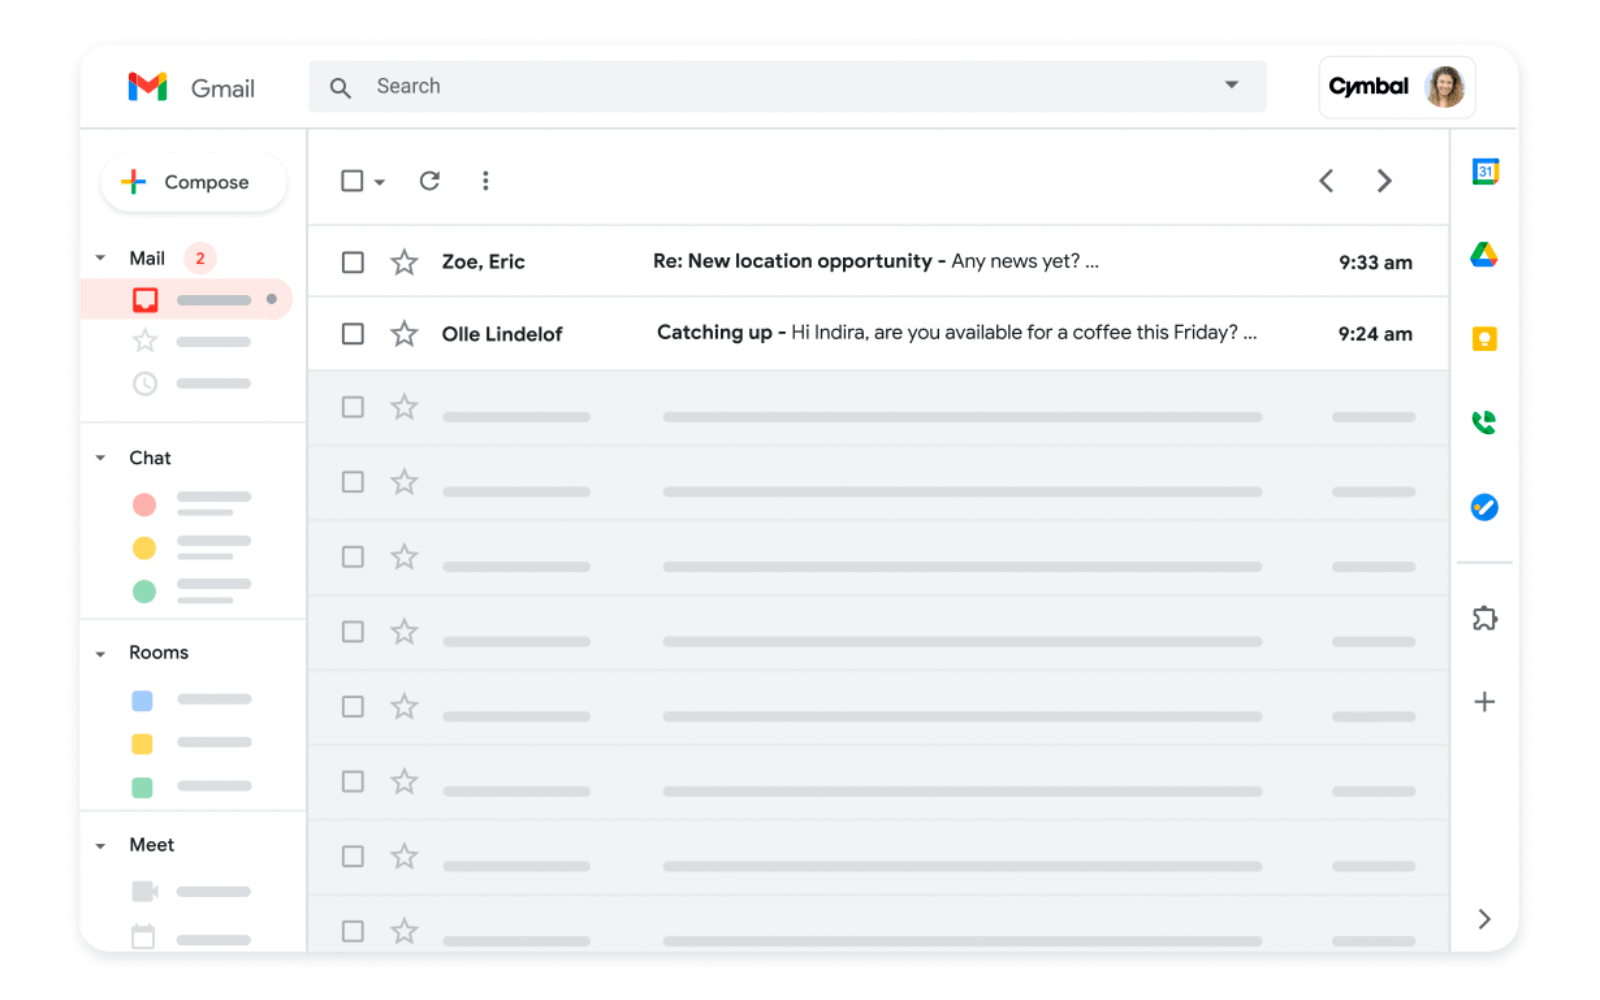 Gmail
Search
Cymbal
Compose
31
Mail 2
Zoe, Eric Re: New location opportunity - Any news yet? ... 9:33 am
Olle Lindelof Catching up - Hi Indira, are you available for a coffee this Friday? ... 9:24 am
Chat
Rooms
Meet